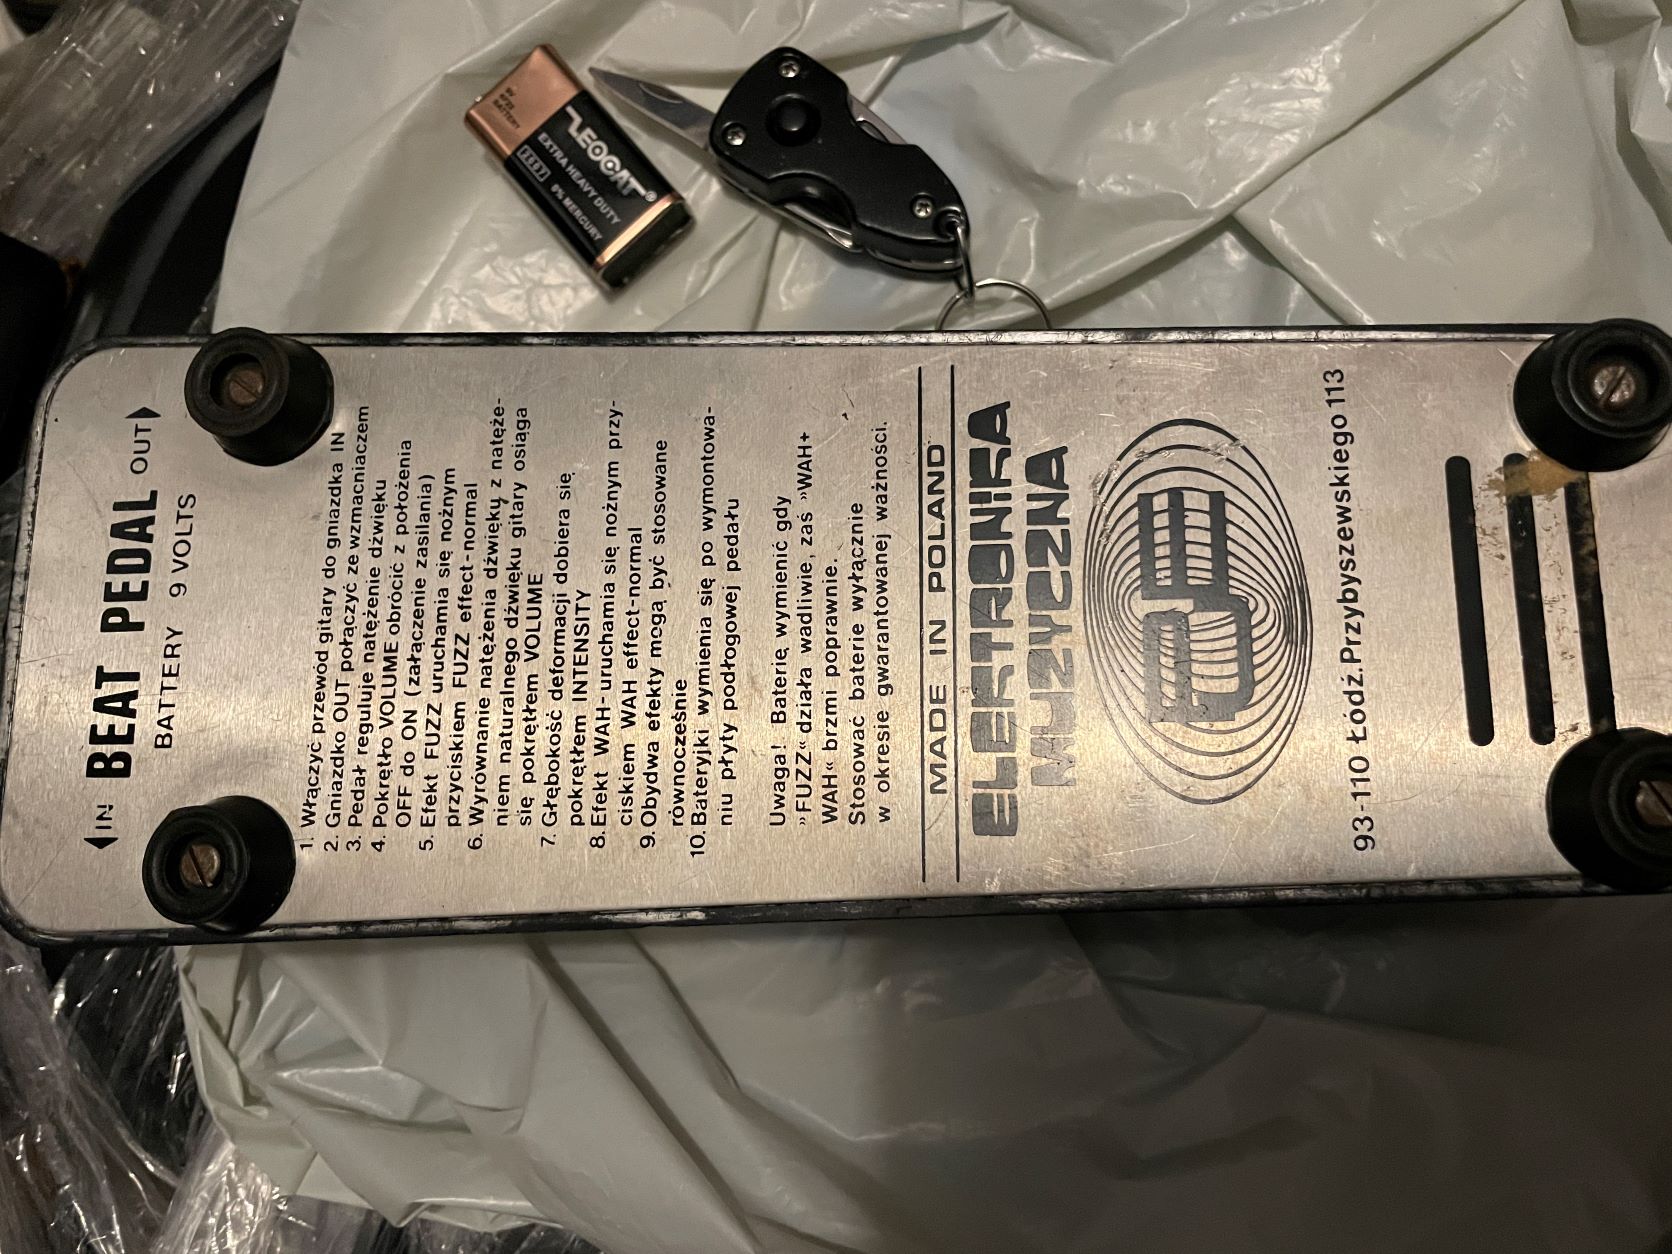 9V
6F22
BATTERY
LEOCAT®
EXTRA HEAVY DUTY
0% MERCURY
IN BEAT PEDAL OUT
BATTERY 9 VOLTS
1. Włączyć przewód gitary do gniazdka IN
2. Gniazdko OUT połączyć ze wzmacniaczem
3. Pedał reguluje natężenie dźwięku
4. Pokrętło VOLUME obrócić z położenia
OFF do ON (załączenie zasilania)
5. Efekt FUZZ uruchamia się nożnym
przyciskiem FUZZ effect-normal
6. Wyrównanie natężenia dźwięku z natęże-
niem naturalnego dźwięku gitary osiąga
się pokrętłem VOLUME
7. Głębokość deformacji dobiera się
pokrętłem INTENSITY
8. Efekt WAH-uruchamia się nożnym przy-
ciskiem WAH effect-normal
9. Obydwa efekty mogą być stosowane
równocześnie
10. Bateryjki wymienia się po wymontowa-
niu płyty podłogowej pedału
Uwaga! Baterię wymienić gdy
»FUZZ« działa wadliwie, zaś »WAH+
WAH« brzmi poprawnie.
Stosować baterie wyłącznie
w okresie gwarantowanej ważności.
MADE IN POLAND
ELEKTRONIKA
MUZYCZNA
93-110 Łódź.Przybyszewskiego 113